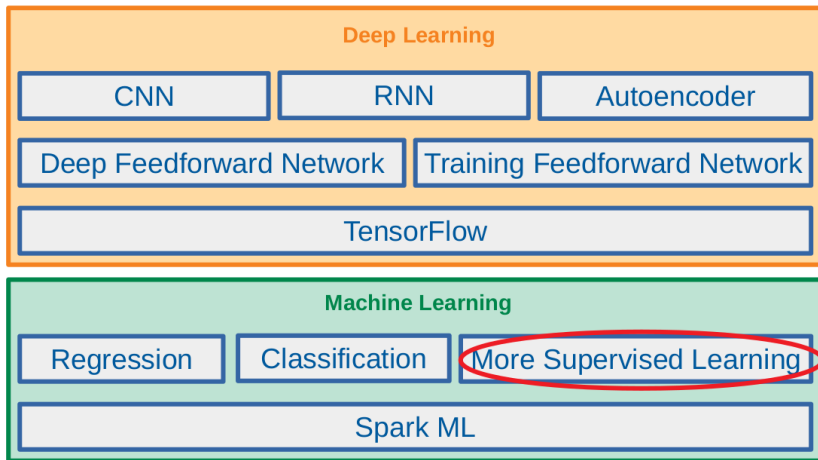 Deep Learning
CNN
RNN
Autoencoder
Deep Feedforward Network
Training Feedforward Network
TensorFlow
Machine Learning
Regression
Classification
More Supervised Learning
Spark ML